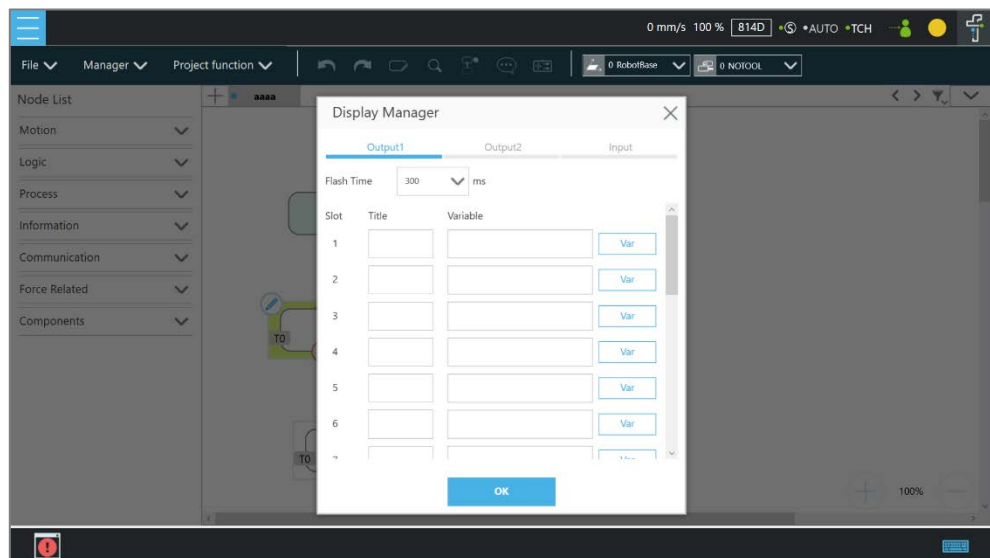 0 mm/s 100 % 814D S AUTO TCH
File Manager Project function 0 RobotBase 0 NOTOOL
Node List
aaaa
Motion
Logic
Process
Information
Communication
Force Related
Components
T0
T0
Display Manager
Output1 Output2 Input
Flash Time 300 ms
Slot Title Variable
1 Var
2 Var
3 Var
4 Var
5 Var
6 Var
OK
100%